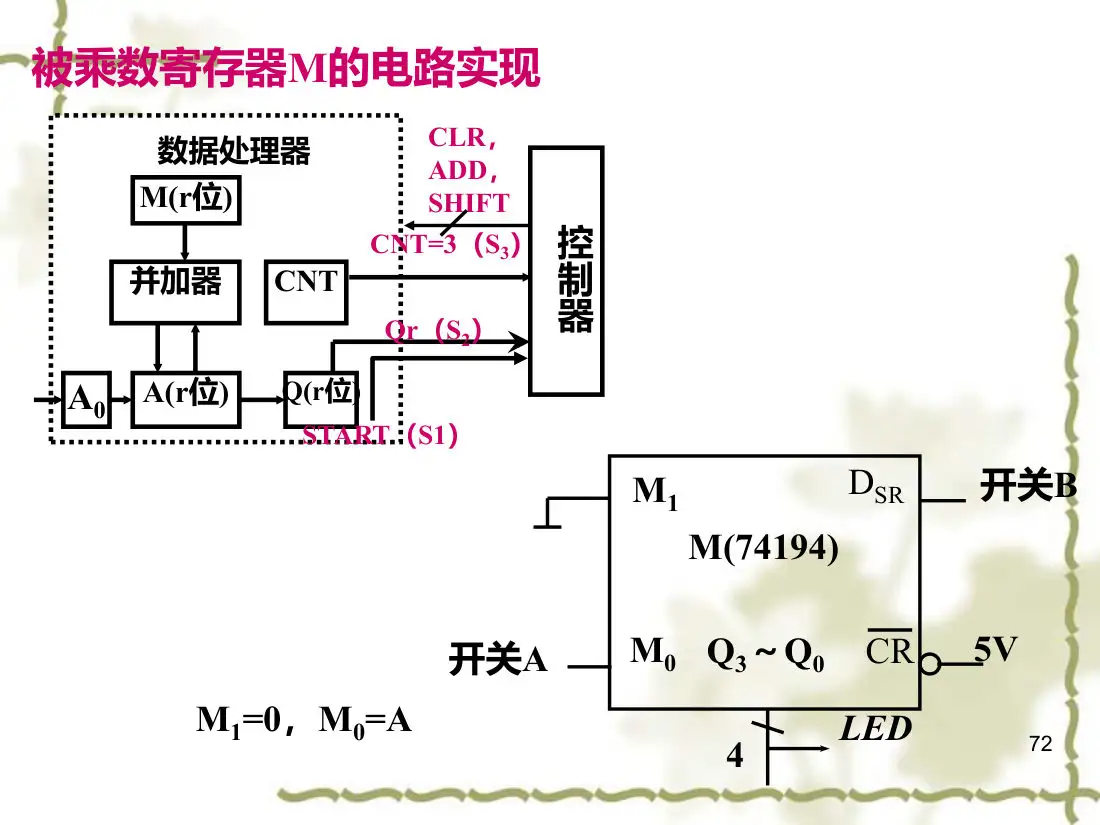 被乘数寄存器M的电路实现
数据处理器
M(r位)
并加器
CNT
A0
A(r位)
Q(r位)
CLR，
ADD，
SHIFT
CNT=3（S3）
Qr（S2）
START（S1）
控制器
M1
DSR
开关B
M(74194)
开关A
M0
Q3～Q0
CR
5V
M1=0，M0=A
4
LED
72